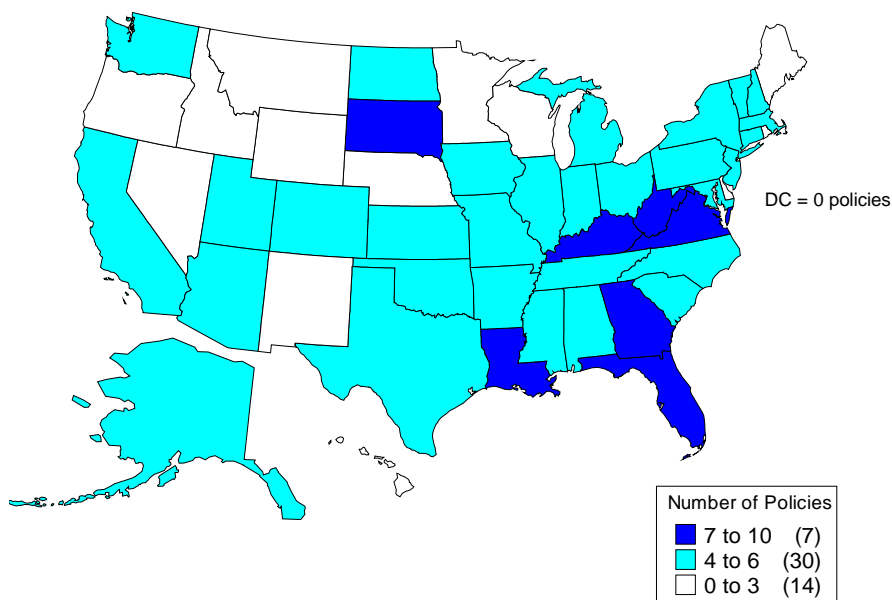 DC = 0 policies
Number of Policies
7 to 10 (7)
4 to 6 (30)
0 to 3 (14)